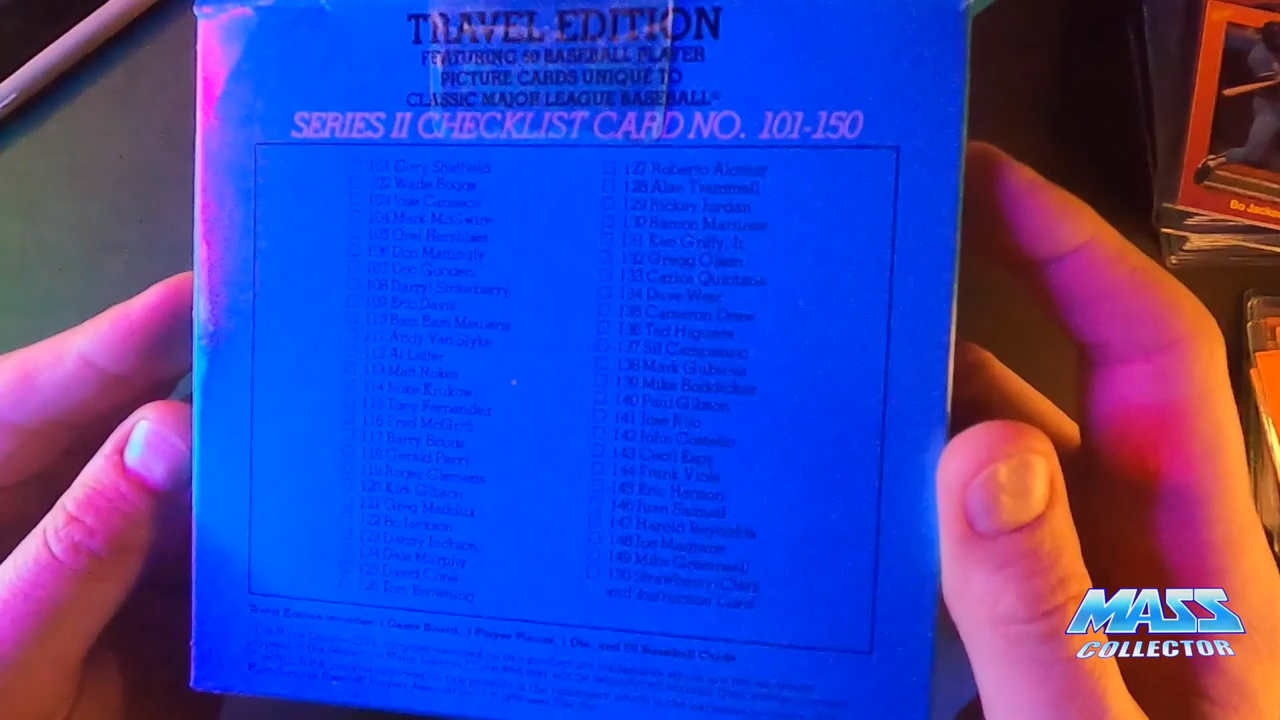 TRAVEL EDITION
FEATURING 50 BASEBALL PLAYER
PICTURE CARDS UNIQUE TO
CLASSIC MAJOR LEAGUE BASEBALL®
SERIES II CHECKLIST CARD NO. 101-150
101 Gary Sheffield
102 Wade Boggs
103 Jose Canseco
104 Mark McGwire
105 Orel Hershiser
106 Don Mattingly
107 Doc Gooden
108 Darryl Strawberry
109 Eric Davis
110 Bam Bam Meulens
111 Andy Van Slyke
112 Al Leiter
113 Matt Nokes
114 Mike Krukow
115 Tony Fernandez
116 Fred McGriff
117 Barry Bonds
118 Gerald Perry
119 Roger Clemens
120 Kirk Gibson
121 Greg Maddux
122 Bo Jackson
123 Danny Jackson
124 Dale Murphy
125 David Cone
126 Tom Browning
127 Roberto Alomar
128 Alan Trammell
129 Rickey Jordan
130 Ramon Martinez
131 Ken Griffy, Jr.
132 Gregg Olson
133 Carlos Quintana
134 Dave West
135 Cameron Drew
136 Ted Higuera
137 Sil Campusano
138 Mark Gubicza
139 Mike Boddicker
140 Paul Gibson
141 Jose Rijo
142 John Costello
143 Cecil Espy
144 Frank Viola
145 Eric Hanson
146 Juan Samuel
147 Harold Reynolds
148 Joe Magrane
149 Mike Greenwell
150 Strawberry/Clark
and Instruction Card
Travel Edition includes: 1 Game Board, 1 Player Pieces, 1 Die, and 50 Baseball Cards
Bo Jacks
MASS
COLLECTOR